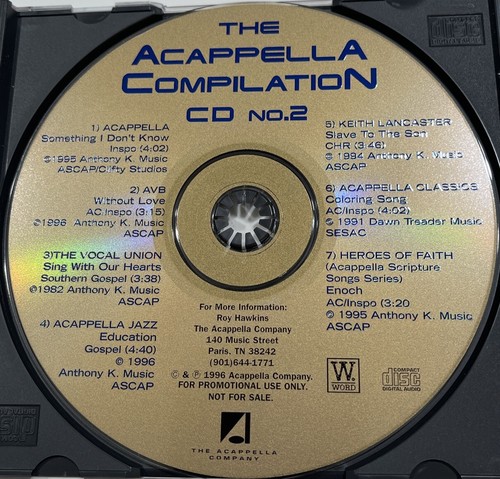 THE
ACAPPELLA
COMPILATION
CD NO.2
1) ACAPPELLA
Something I Don't Know
Inspo (4:02)
©1995 Anthony K. Music
ASCAP/Clifty Studios
2) AVB
Without Love
AC/Inspo (3:15)
©1996 Anthony K. Music
ASCAP
3)THE VOCAL UNION
Sing With Our Hearts
Southern Gospel (3:38)
©1982 Anthony K. Music
ASCAP
4) ACAPPELLA JAZZ
Education
Gospel (4:40)
© 1996
Anthony K. Music
ASCAP
5) KEITH LANCASTER
Slave To The Son
CHR (3:46)
© 1994 Anthony K. Music
ASCAP
6) ACAPPELLA CLASSICS
Coloring Song
AC/Inspo (4:02)
© 1991 Dawn Treader Music
SESAC
7) HEROES OF FAITH
(Acappella Scripture
Songs Series)
Enoch
AC/Inspo (3:20
© 1995 Anthony K. Music
ASCAP
For More Information:
Roy Hawkins
The Acappella Company
140 Music Street
Paris, TN 38242
(901)644-1771
© & ℗ 1996 Acappella Company.
FOR PROMOTIONAL USE ONLY.
NOT FOR SALE.
W.
WORD
COMPACT
disc
DIGITAL AUDIO
THE ACAPPELLA
COMPANY